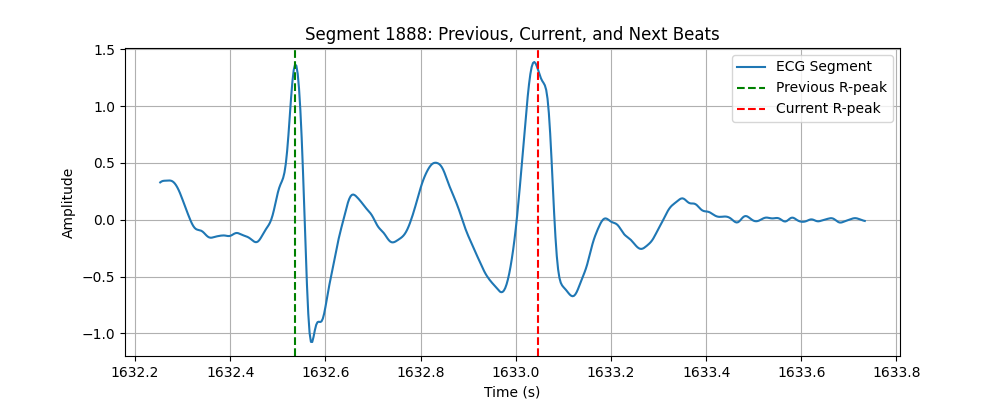 Segment 1888: Previous, Current, and Next Beats
1.5
1.0
0.5
0.0
−0.5
−1.0
Amplitude
ECG Segment
Previous R-peak
Current R-peak
1632.2 1632.4 1632.6 1632.8 1633.0 1633.2 1633.4 1633.6 1633.8
Time (s)